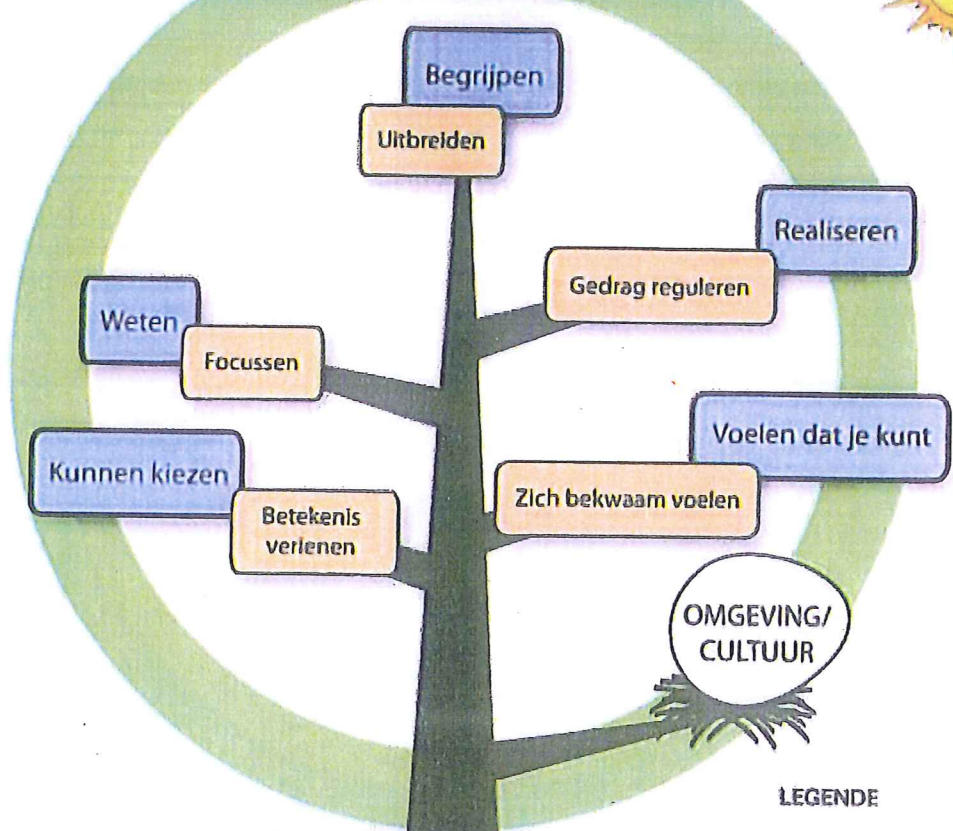 Begrijpen
Uitbreiden
Realiseren
Gedrag reguleren
Weten
Focussen
Voelen dat je kunt
Kunnen kiezen
Zich bekwaam voelen
Betekenis
verlenen
OMGEVING/
CULTUUR
LEGENDE